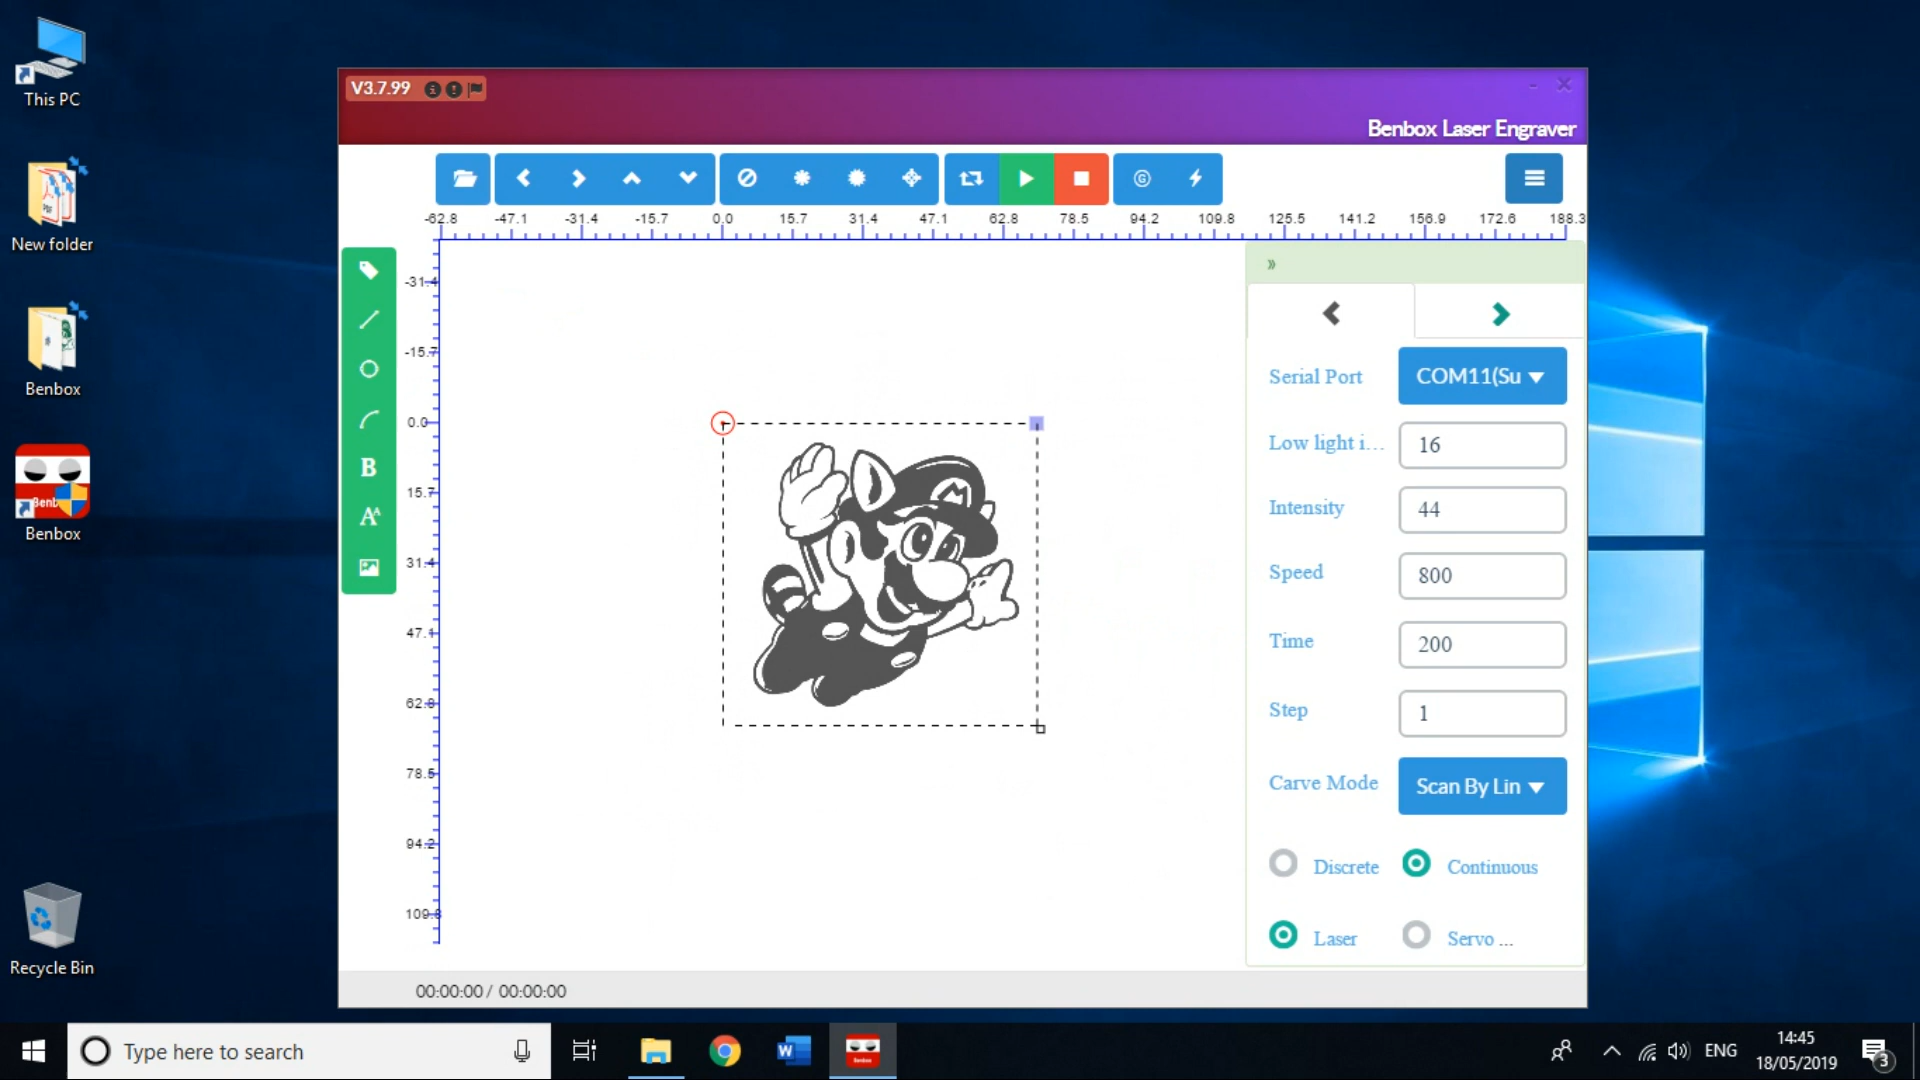 This PC
New folder
Benbox
Benbox
Recycle Bin
V3.7.99
Benbox Laser Engraver
-62.8 -47.1 -31.4 -15.7 0.0 15.7 31.4 47.1 62.8 78.5 94.2 109.8 125.5 141.2 156.9 172.6 188.3
-31.4
-15.7
0.0
15.7
31.4
47.1
62.8
78.5
94.2
109.8
B
AA
M
Serial Port COM11(Su
Low light i... 16
Intensity 44
Speed 800
Time 200
Step 1
Carve Mode Scan By Lin
Discrete Continuous
Laser Servo ...
00:00:00 / 00:00:00
Type here to search
ENG
14:45
18/05/2019
3